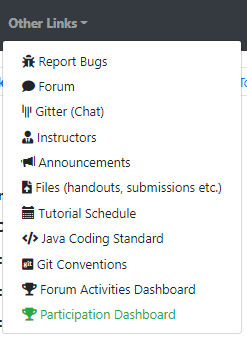 Other Links
Report Bugs
Forum
Gitter (Chat)
Instructors
Announcements
Files (handouts, submissions etc.)
Tutorial Schedule
Java Coding Standard
Git Conventions
Forum Activities Dashboard
Participation Dashboard